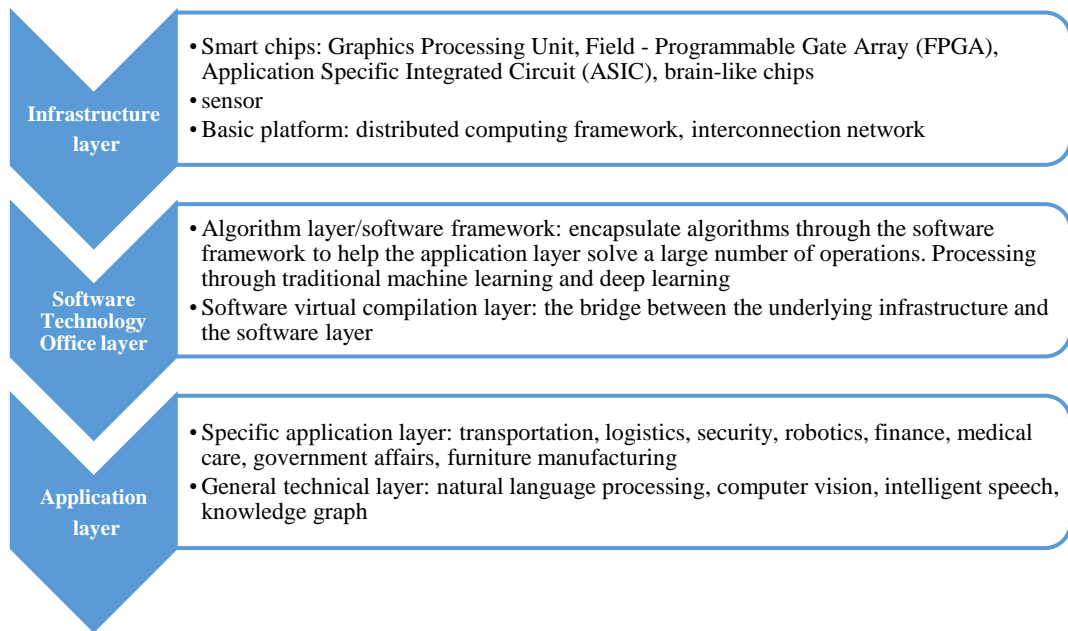 Infrastructure
layer
• Smart chips: Graphics Processing Unit, Field - Programmable Gate Array (FPGA),
Application Specific Integrated Circuit (ASIC), brain-like chips
• sensor
• Basic platform: distributed computing framework, interconnection network
Software
Technology
Office layer
• Algorithm layer/software framework: encapsulate algorithms through the software
framework to help the application layer solve a large number of operations. Processing
through traditional machine learning and deep learning
• Software virtual compilation layer: the bridge between the underlying infrastructure and
the software layer
Application
layer
• Specific application layer: transportation, logistics, security, robotics, finance, medical
care, government affairs, furniture manufacturing
• General technical layer: natural language processing, computer vision, intelligent speech,
knowledge graph